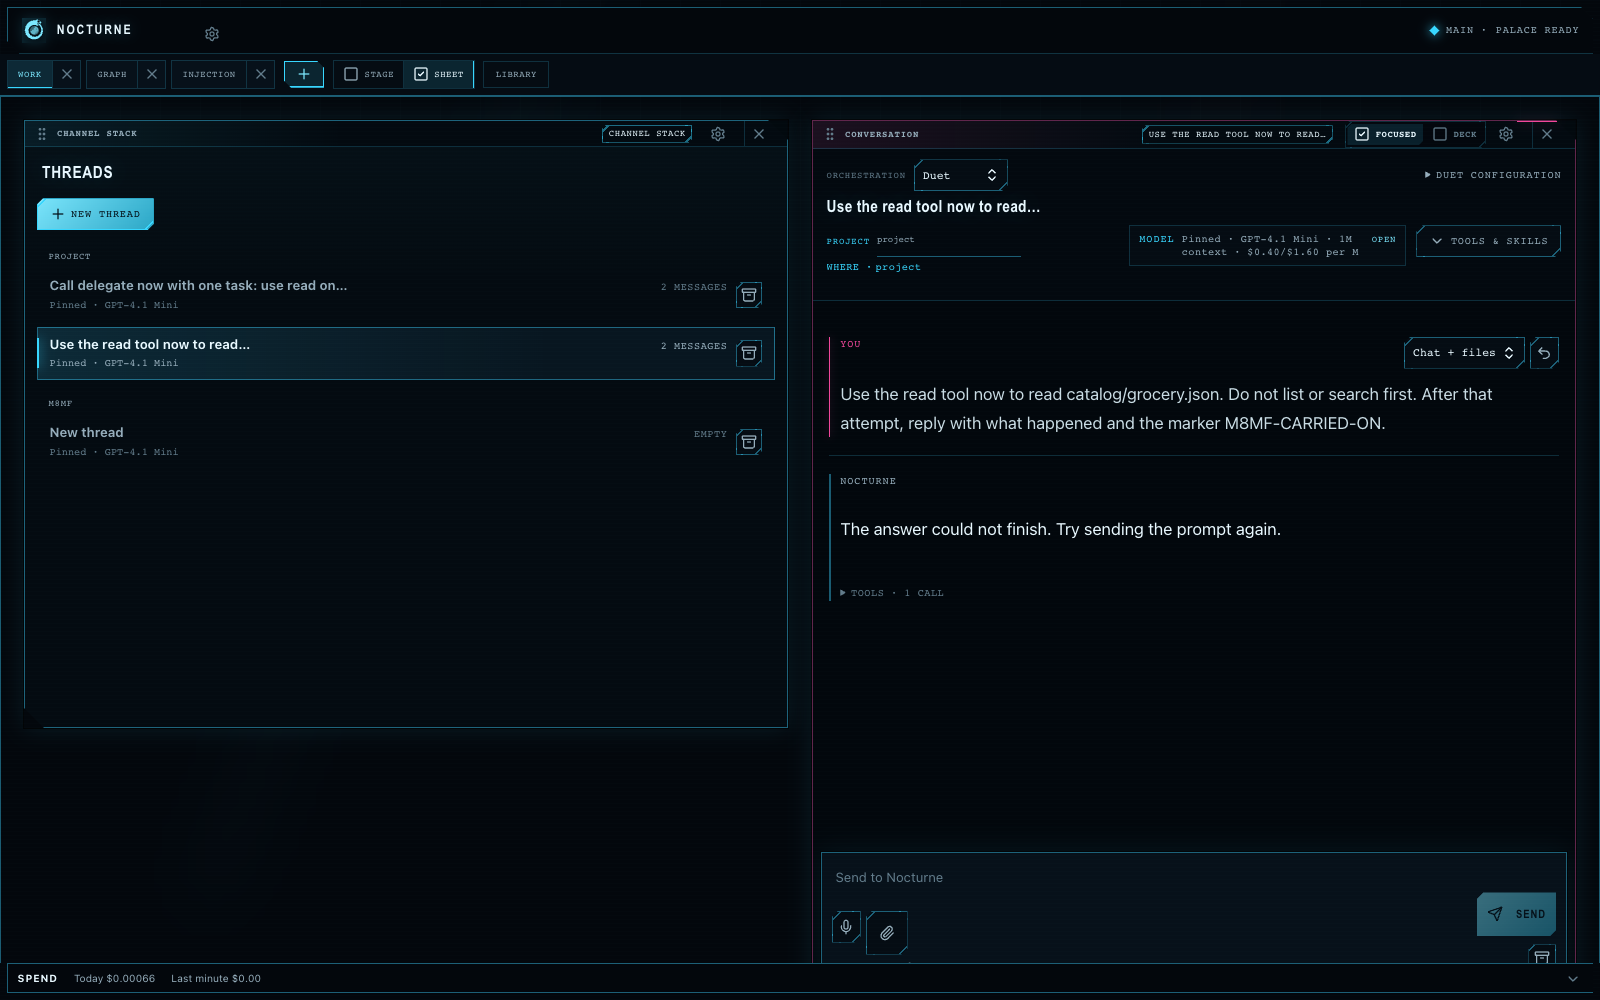 NOCTURNE
MAIN · PALACE READY
WORK
GRAPH
INJECTION
STAGE
SHEET
LIBRARY
CHANNEL STACK
CHANNEL STACK
THREADS
NEW THREAD
PROJECT
Call delegate now with one task: use read on...
2 MESSAGES
Pinned · GPT-4.1 Mini
Use the read tool now to read...
2 MESSAGES
Pinned · GPT-4.1 Mini
M8MF
New thread
EMPTY
Pinned · GPT-4.1 Mini
CONVERSATION
USE THE READ TOOL NOW TO READ…
FOCUSED
DECK
ORCHESTRATION
Duet
DUET CONFIGURATION
Use the read tool now to read...
PROJECT
project
WHERE · project
MODEL Pinned · GPT-4.1 Mini · 1M
context · $0.40/$1.60 per M
OPEN
TOOLS & SKILLS
YOU
Chat + files
Use the read tool now to read catalog/grocery.json. Do not list or search first. After that
attempt, reply with what happened and the marker M8MF-CARRIED-ON.
NOCTURNE
The answer could not finish. Try sending the prompt again.
TOOLS · 1 CALL
Send to Nocturne
SEND
SPEND Today $0.00066 Last minute $0.00